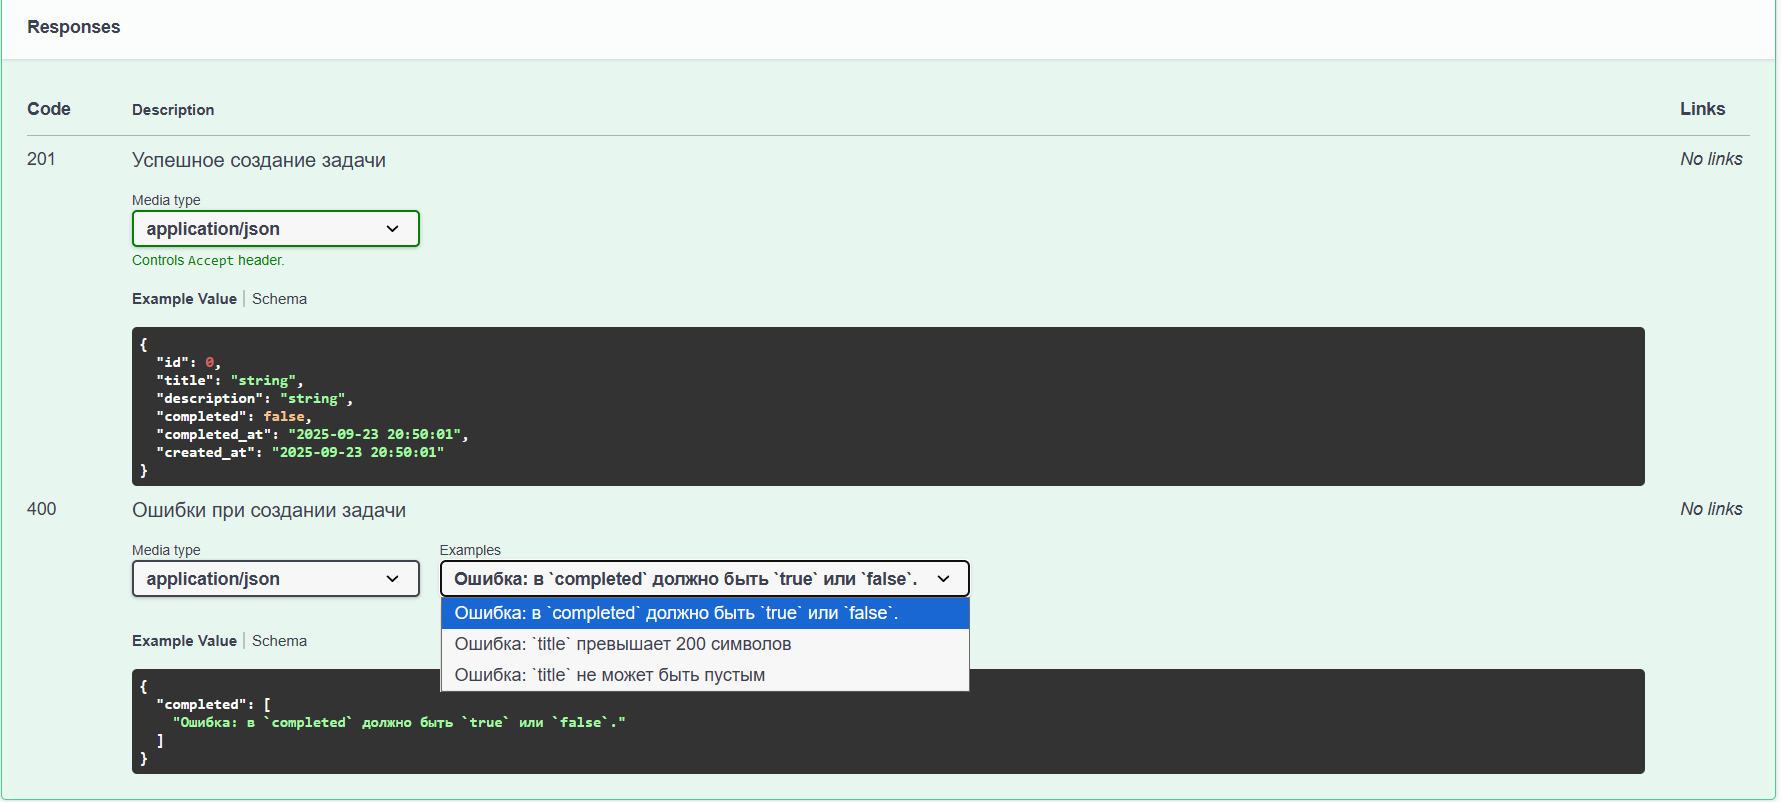 Responses
Code Description Links
201 Успешное создание задачи No links
Media type
application/json
Controls Accept header.
Example Value | Schema
{
  "id": 0,
  "title": "string",
  "description": "string",
  "completed": false,
  "completed_at": "2025-09-23 20:50:01",
  "created_at": "2025-09-23 20:50:01"
}
400 Ошибки при создании задачи No links
Media type Examples
application/json Ошибка: в `completed` должно быть `true` или `false`.
Ошибка: в `completed` должно быть `true` или `false`.
Ошибка: `title` превышает 200 символов
Ошибка: `title` не может быть пустым
Example Value | Schema
{
  "completed": [
    "Ошибка: в `completed` должно быть `true` или `false`."
  ]
}